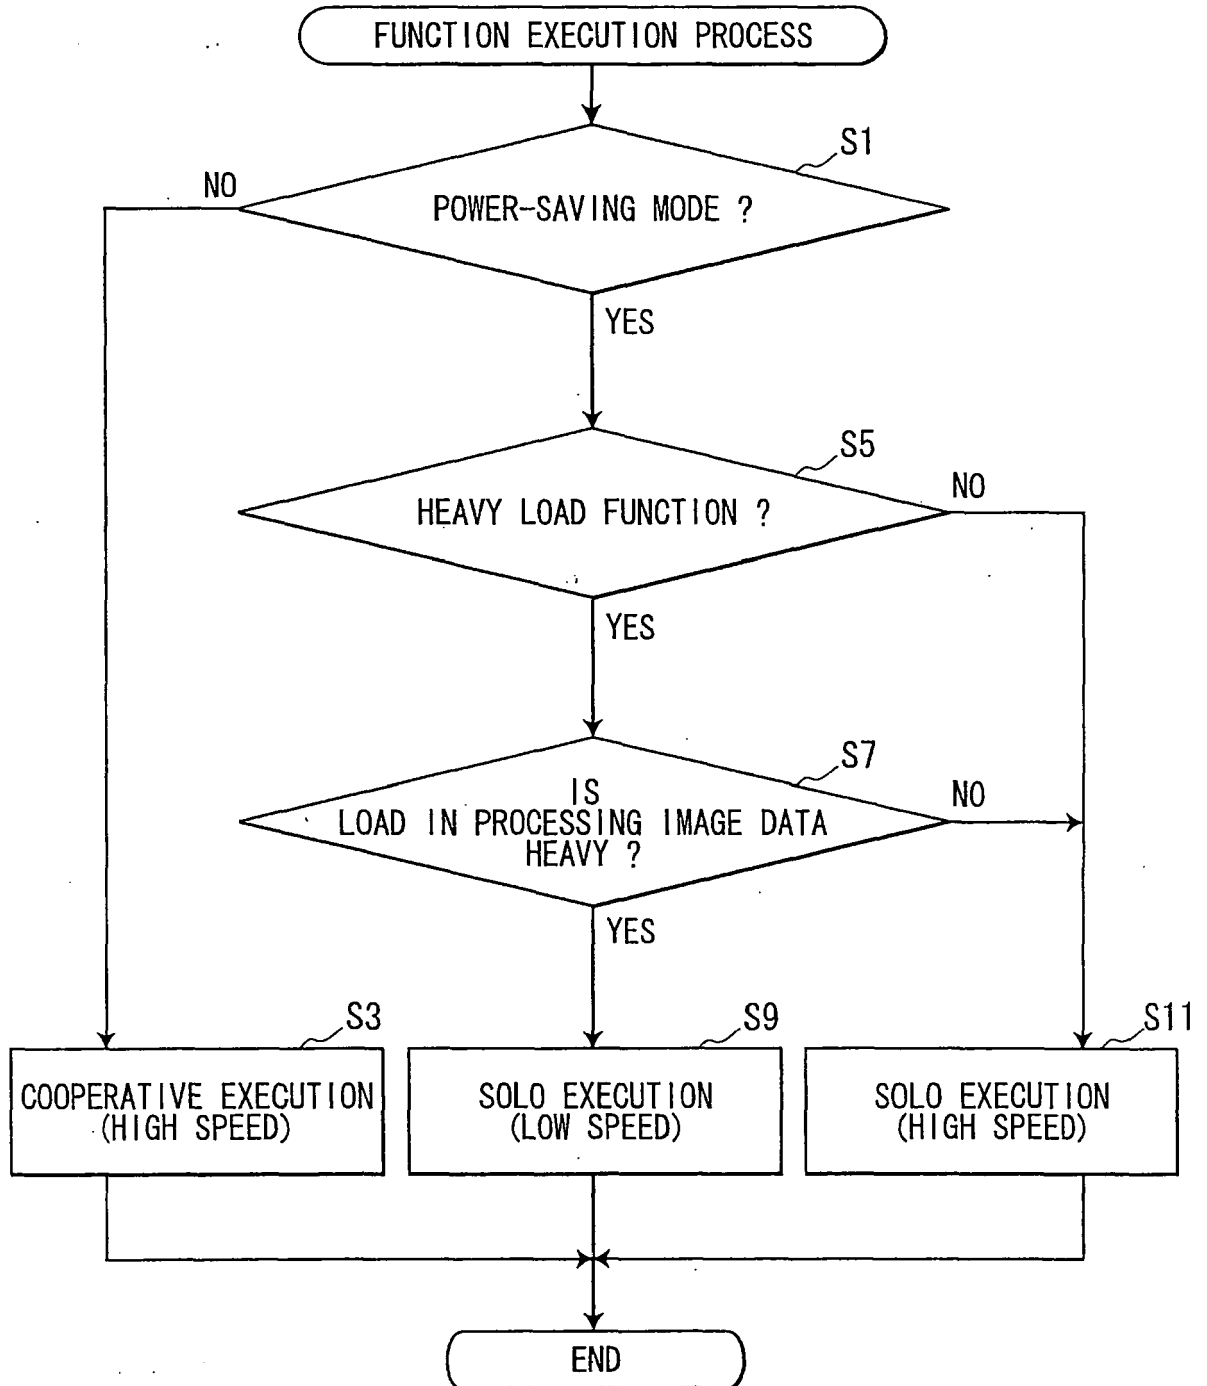 FUNCTION EXECUTION PROCESS
S1
NO
POWER-SAVING MODE ?
YES
S5
NO
HEAVY LOAD FUNCTION ?
YES
S7
NO
IS
LOAD IN PROCESSING IMAGE DATA
HEAVY ?
YES
S3
S9
S11
COOPERATIVE EXECUTION
(HIGH SPEED)
SOLO EXECUTION
(LOW SPEED)
SOLO EXECUTION
(HIGH SPEED)
END